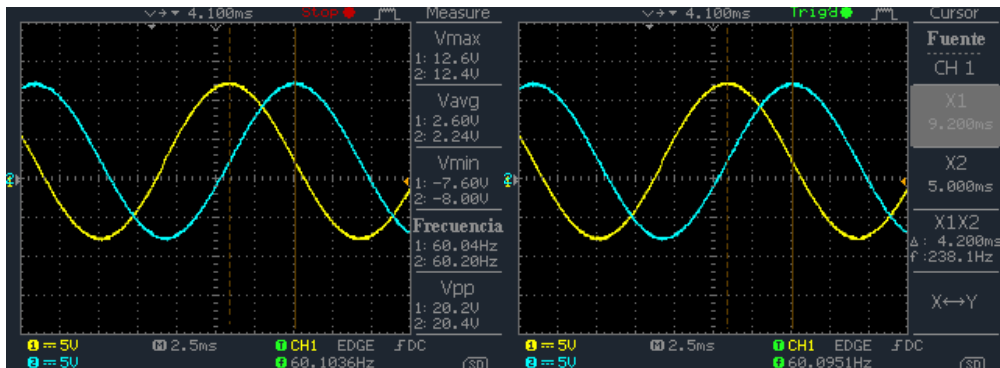 4.100ms Stop Measure
Vmax
1: 12.6V
2: 12.4V
Vavg
1: 2.60V
2: 2.24V
Vmin
1: -7.60V
2: -8.00V
Frecuencia
1: 60.04Hz
2: 60.20Hz
Vpp
1: 20.2V
2: 20.4V
1 5V M 2.5ms T CH1 EDGE DC
2 5V f 60.1036Hz SD
4.100ms Trig'd Cursor
Fuente
CH 1
X1
9.200ms
X2
5.000ms
X1X2
Δ: 4.200ms
f:238.1Hz
X↔Y
1 5V M 2.5ms T CH1 EDGE DC
2 5V f 60.0951Hz SD